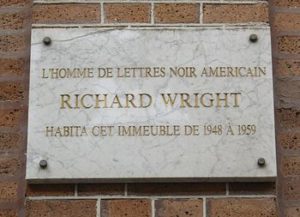 L'HOMME DE LETTRES NOIR AMERICAIN
RICHARD WRIGHT
HABITA CET IMMEUBLE DE 1948 À 1959